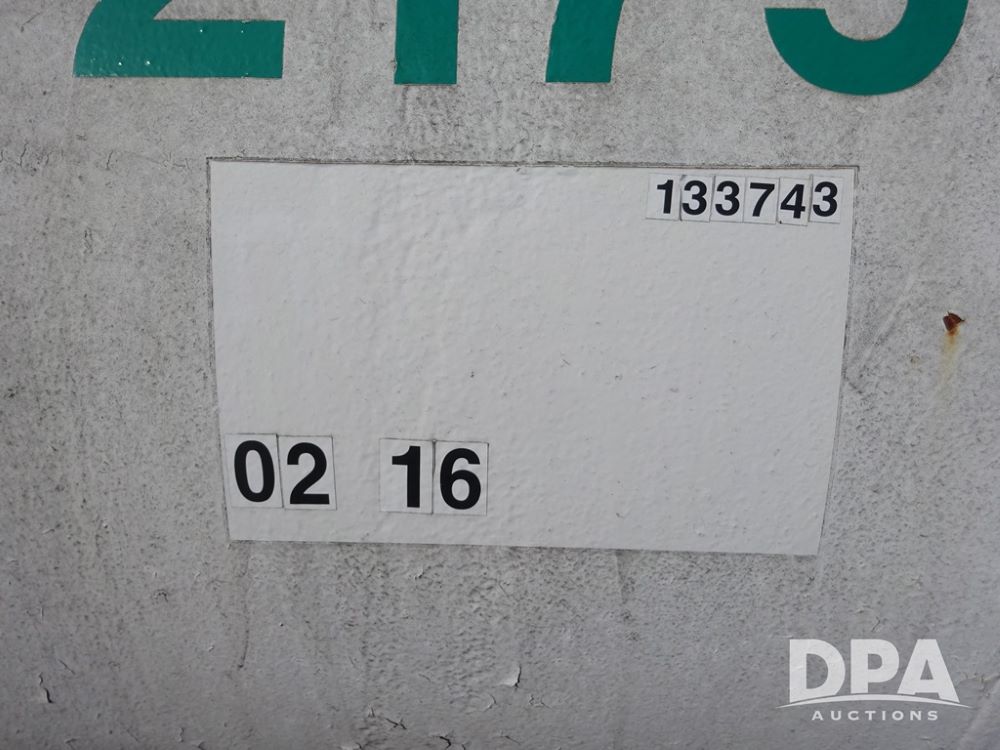 133743
02 16
DPA
AUCTIONS